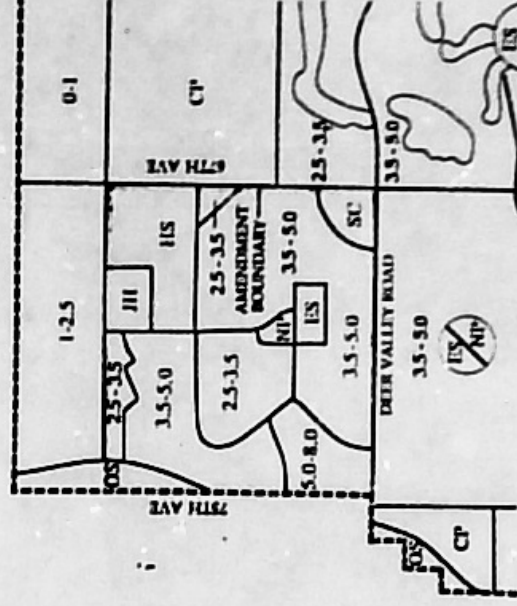 0-1
CP
67TH AVE
2.5 - 3.5
3.5 - 5.0
ES
1-2.5
HS
JH
2.5 - 3.5
AMENDMENT
BOUNDARY
3.5 - 5.0
SC
2.5 - 3.5
3.5-5.0
2.5-3.5
NP
ES
3.5 - 5.0
DEER VALLEY ROAD
3.5 - 5.0
ES
NP
OS
5.0-8.0
75TH AVE
OS
CP